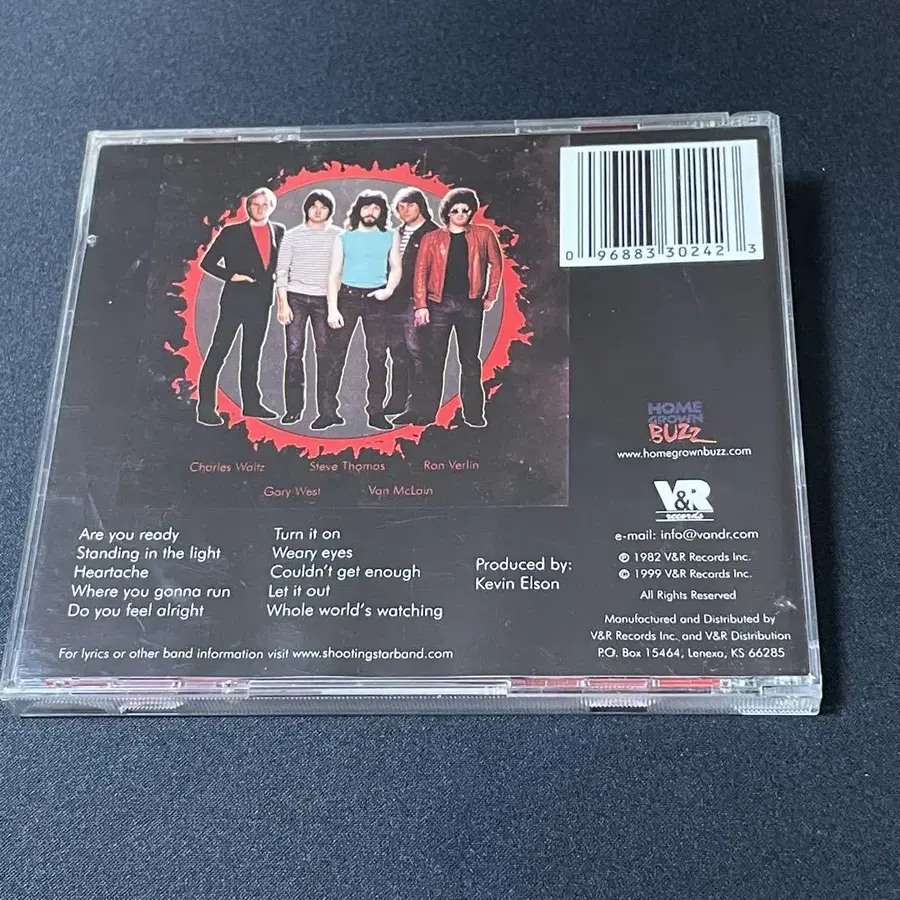 0 96883 30242 3
Charles Waltz Steve Thomas Ron Verlin
Gary West Van McLain
HOME
GROWN
BUZZ
www.homegrownbuzz.com
V&R
records
e-mail: info@vandr.com
℗ 1982 V&R Records Inc.
© 1999 V&R Records Inc.
All Rights Reserved
Manufactured and Distributed by
V&R Records Inc. and V&R Distribution
P.O. Box 15464, Lenexa, KS 66285
Are you ready
Standing in the light
Heartache
Where you gonna run
Do you feel alright
Turn it on
Weary eyes
Couldn't get enough
Let it out
Whole world's watching
Produced by:
Kevin Elson
For lyrics or other band information visit www.shootingstarband.com